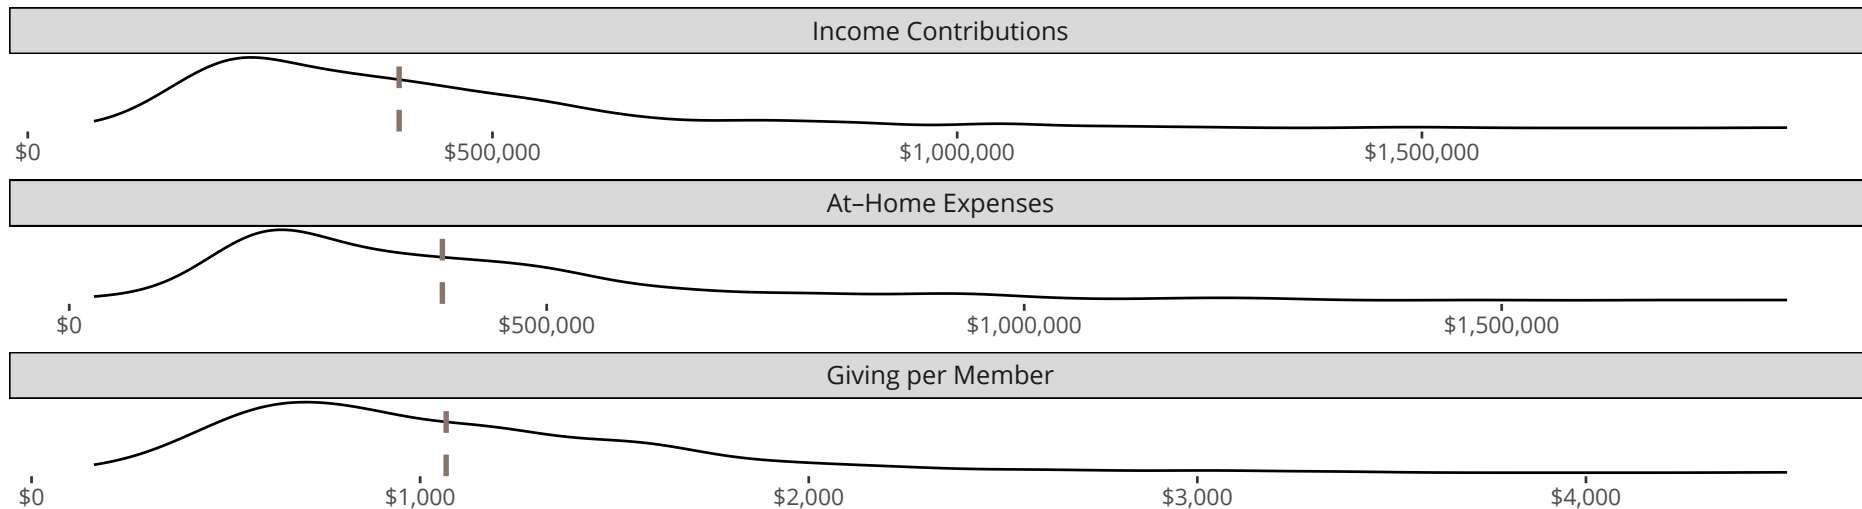 Income Contributions
$0 $500,000 $1,000,000 $1,500,000
At–Home Expenses
$0 $500,000 $1,000,000 $1,500,000
Giving per Member
$0 $1,000 $2,000 $3,000 $4,000